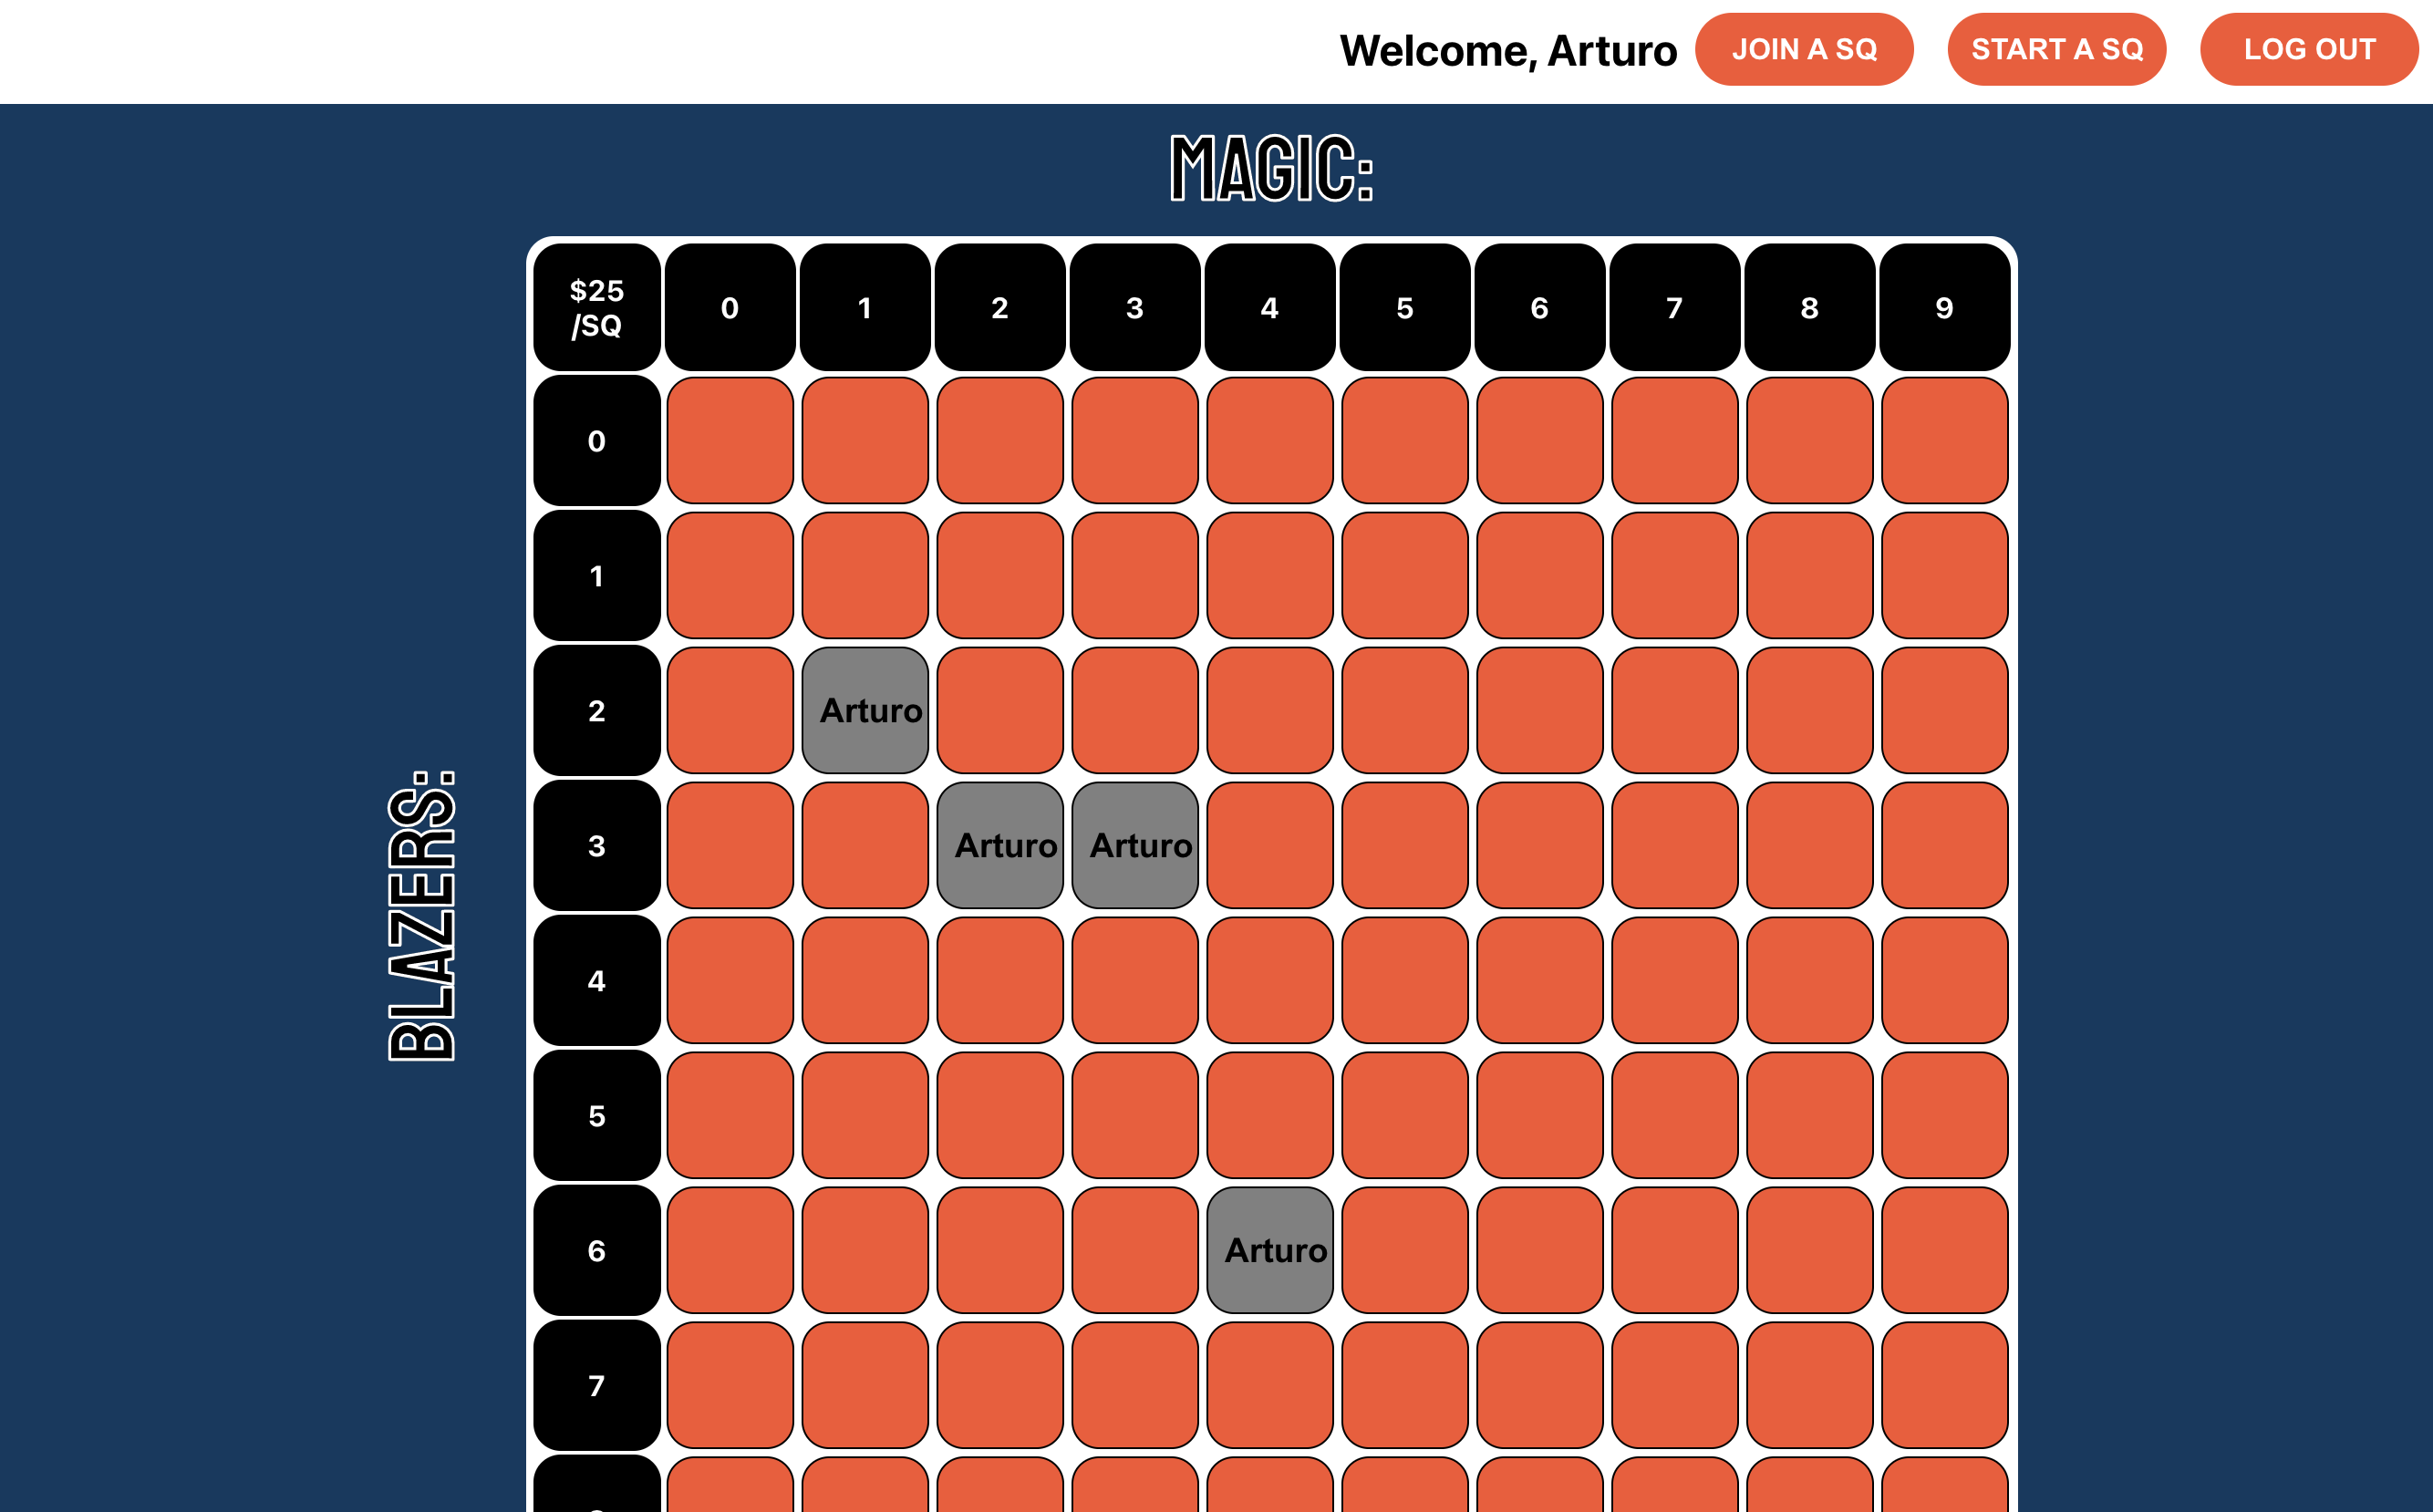 Welcome, Arturo JOIN A SQ START A SQ LOG OUT
MAGIC:
$25
/SQ
0 1 2 3 4 5 6 7 8 9
0
1
2 Arturo
BLAZERS:
3 Arturo Arturo
4
5
6 Arturo
7